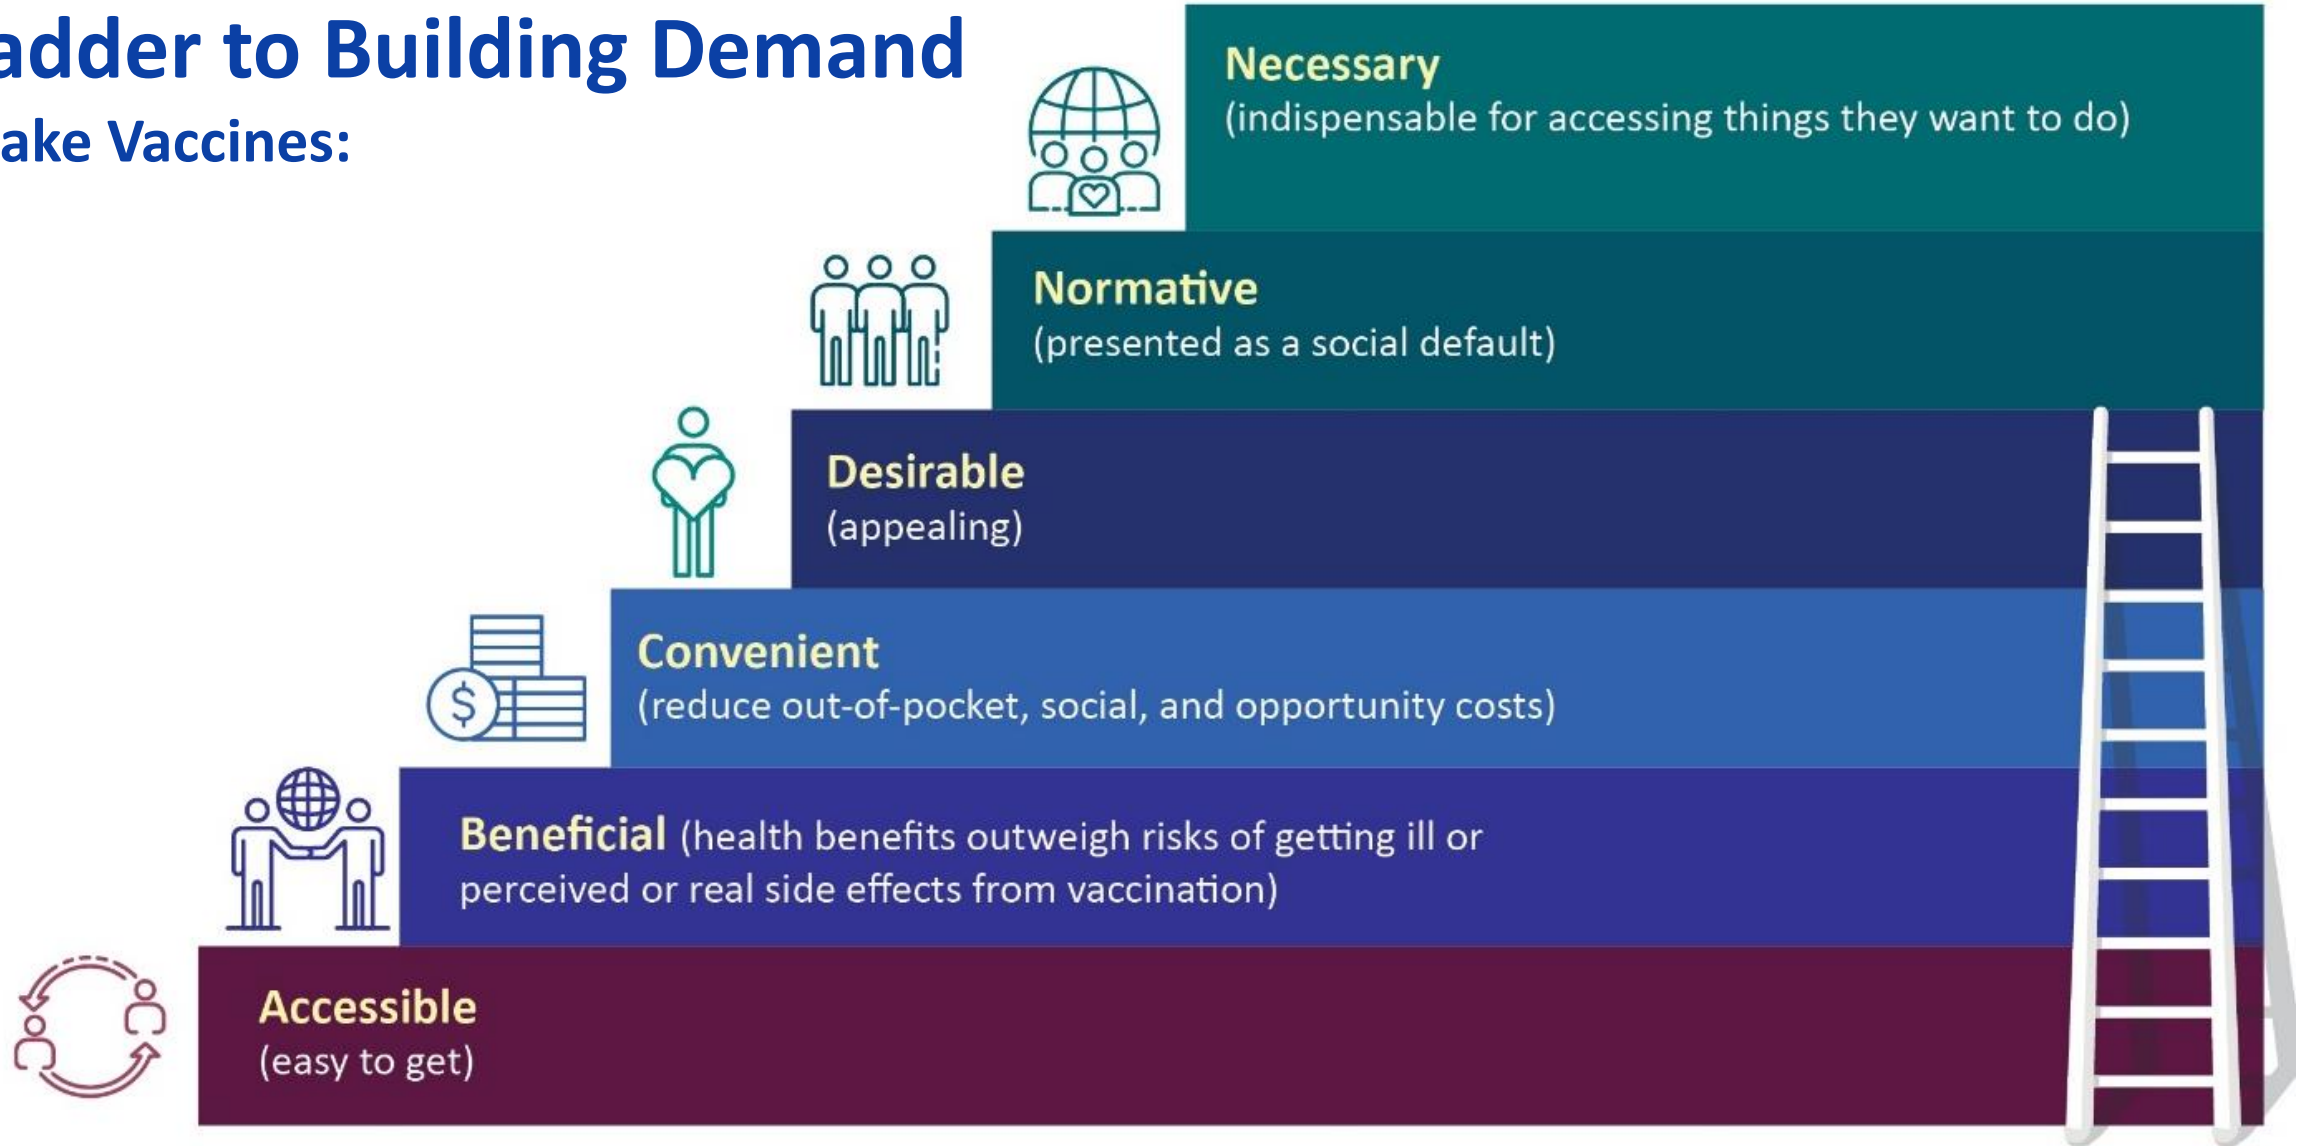 adder to Building Demand
ake Vaccines:
Necessary
(indispensable for accessing things they want to do)
Normative
(presented as a social default)
Desirable
(appealing)
Convenient
(reduce out-of-pocket, social, and opportunity costs)
$
Beneficial (health benefits outweigh risks of getting ill or
perceived or real side effects from vaccination)
Accessible
(easy to get)